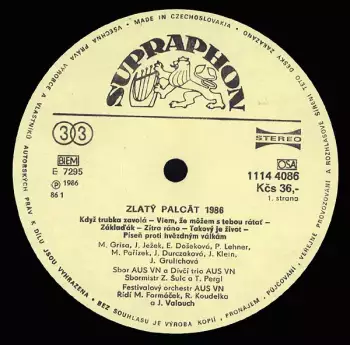 SUPRAPHON
33
BIEM
E 7295
℗ 1986
86 1
STEREO
OSA
1114 4086
Kčs 36,-
1. strana
ZLATÝ PALCÁT 1986
Když trubka zavolá – Viem, že môžem s tebou rátať –
Základák – Zítra ráno – Takový je život –
Píseň proti hvězdným válkám
M. Grisa, J. Ježek, E. Došeková, P. Lehner,
M. Pařízek, J. Durczaková, J. Klein,
J. Grulichová
Sbor AUS VN a Dívčí trio AUS VN
Sbormistr Z. Šulc a T. Pergl
Festivalový orchestr AUS VN
Řídí M. Formáček, R. Koudelka
a J. Valouch
MADE IN CZECHOSLOVAKIA • ZAKÁZÁNO ŠÍŘENÍ TÉTO DESKY
VŠECHNA PRÁVA VÝROBCE A VLASTNÍKŮ AUTORSKÝCH PRÁV K DÍLU JSOU VYHRAZENA • BEZ SOUHLASU JE VÝROBA KOPIÍ, PRONÁJEM, PŮJČOVÁNÍ, VEŘEJNÉ PROVOZOVÁNÍ A ROZHLASOVÉ